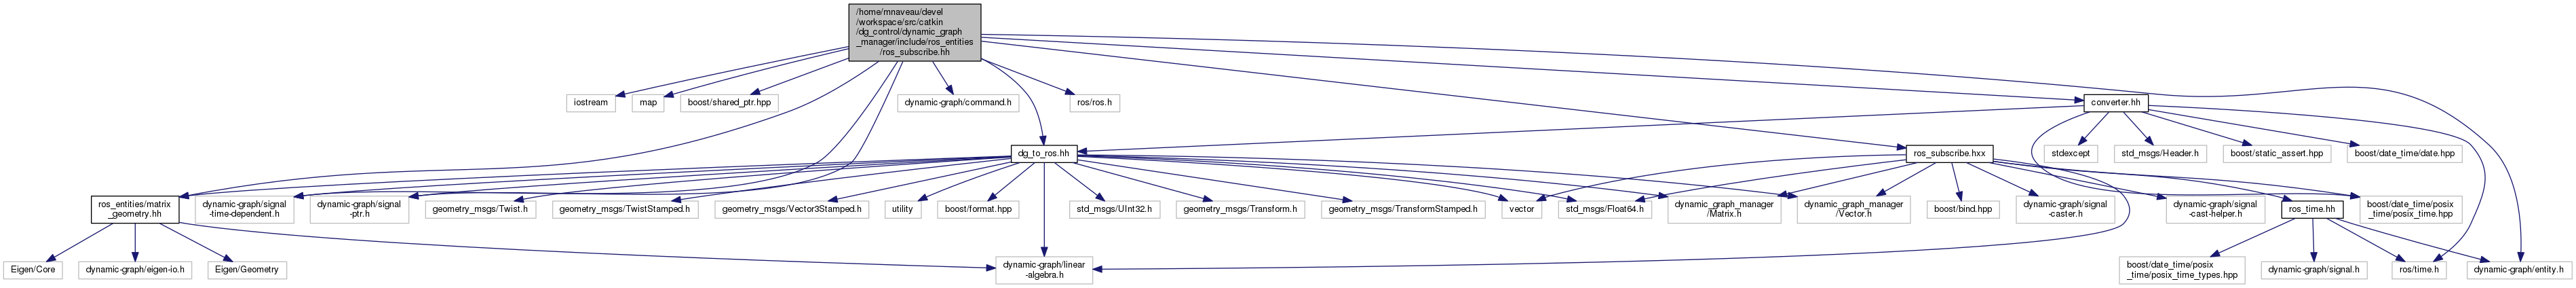 /home/mnaveau/devel
/workspace/src/catkin
/dg_control/dynamic_graph
_manager/include/ros_entities
/ros_subscribe.hh
iostream
map
boost/shared_ptr.hpp
dynamic-graph/command.h
ros/ros.h
converter.hh
dg_to_ros.hh
ros_subscribe.hxx
stdexcept
std_msgs/Header.h
boost/static_assert.hpp
boost/date_time/date.hpp
ros_entities/matrix
_geometry.hh
dynamic-graph/signal
-time-dependent.h
dynamic-graph/signal
-ptr.h
geometry_msgs/Twist.h
geometry_msgs/TwistStamped.h
geometry_msgs/Vector3Stamped.h
utility
boost/format.hpp
std_msgs/UInt32.h
geometry_msgs/Transform.h
geometry_msgs/TransformStamped.h
vector
std_msgs/Float64.h
dynamic_graph_manager
/Matrix.h
dynamic_graph_manager
/Vector.h
boost/bind.hpp
dynamic-graph/signal
-caster.h
dynamic-graph/signal
-cast-helper.h
ros_time.hh
boost/date_time/posix
_time/posix_time.hpp
Eigen/Core
dynamic-graph/eigen-io.h
Eigen/Geometry
dynamic-graph/linear
-algebra.h
boost/date_time/posix
_time/posix_time_types.hpp
dynamic-graph/signal.h
ros/time.h
dynamic-graph/entity.h